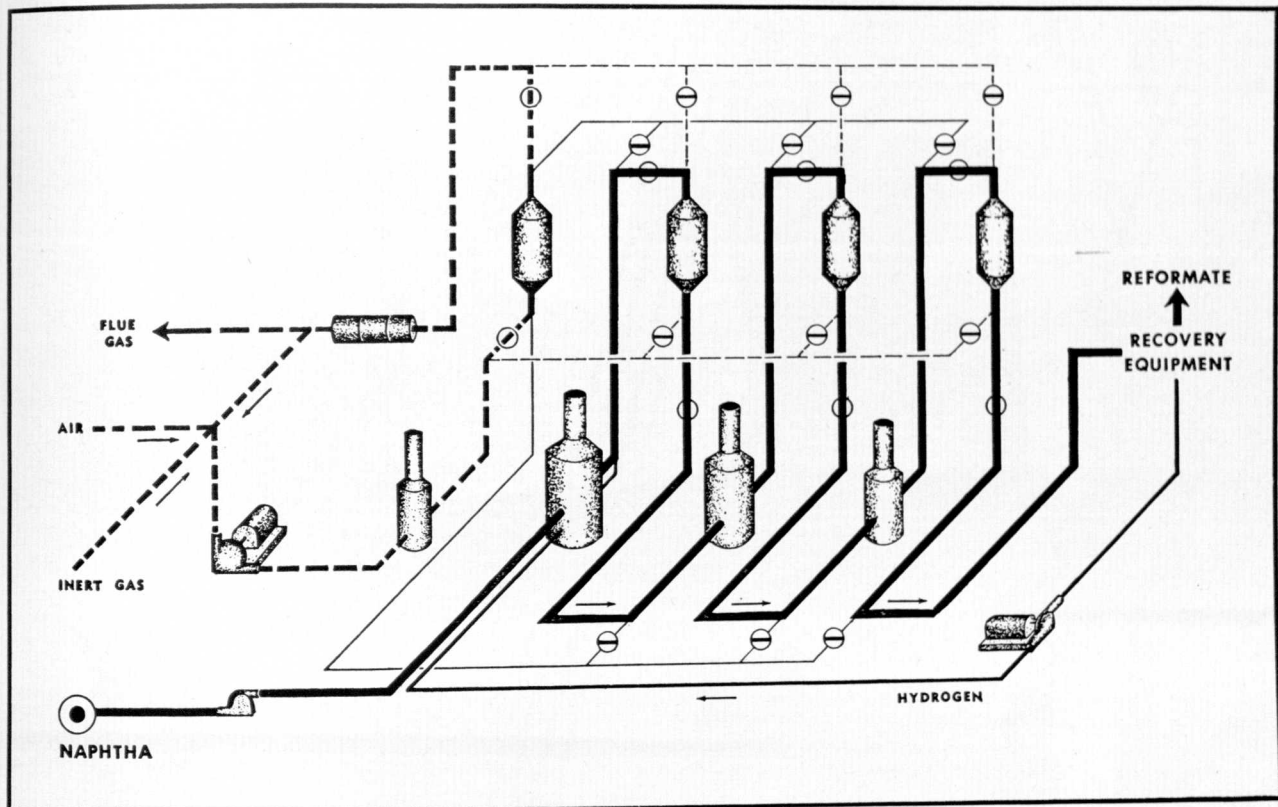 FLUE
GAS
AIR
INERT GAS
NAPHTHA
REFORMATE
RECOVERY
EQUIPMENT
HYDROGEN